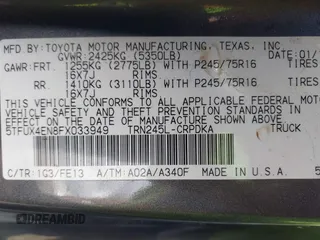 MFD. BY: TOYOTA MOTOR MANUFACTURING, TEXAS, INC
GVWR: 2425KG (5350LB) 01/1
GAWR: FRT. 1255KG (2775LB) WITH P245/75R16 TIRES
16X7J RIMS
RR. 1410KG (3110LB) WITH P245/75R16 TIRES
16X7J RIMS
THIS VEHICLE CONFORMS TO ALL APPLICABLE
FEDERAL MOTOR VEHICLE SAFETY STANDARDS IN
EFFECT ON THE DATE OF MANUFACTURE SHOWN ABOVE.
5TFUX4EN8FX033949 TRN245L-CRPDKA TRUCK
C/TR: 1G3/FE13 A/TM: A02A/A340F MADE IN U.S.A. 5
DREAMBID